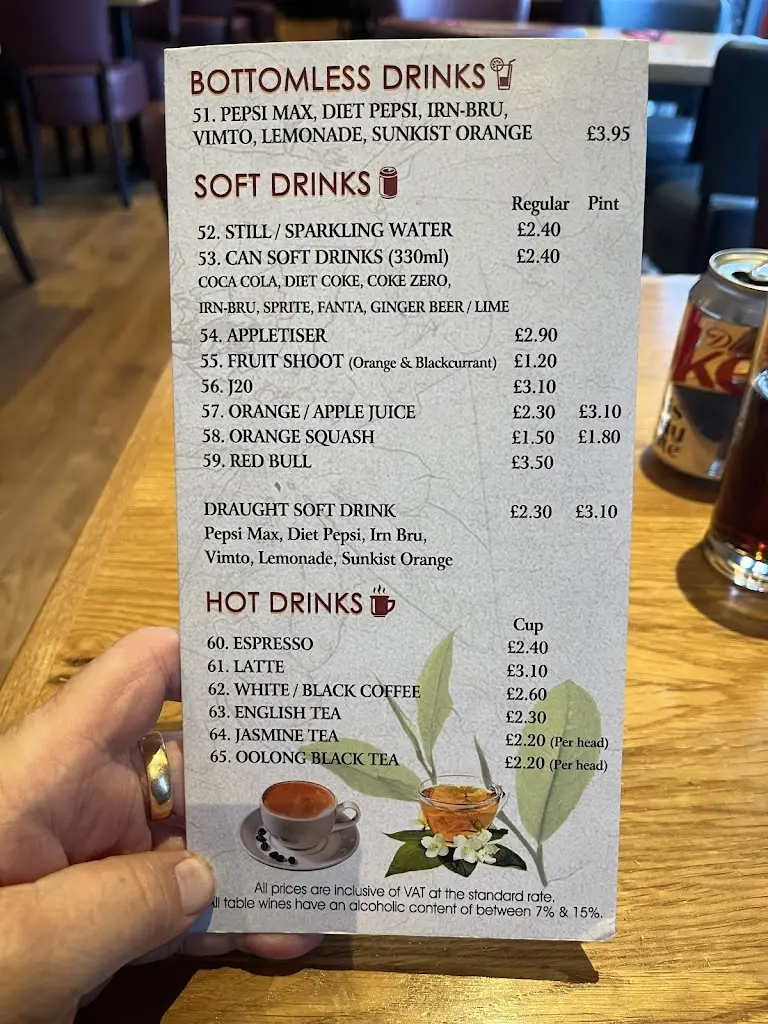 BOTTOMLESS DRINKS
51. PEPSI MAX, DIET PEPSI, IRN-BRU,
VIMTO, LEMONADE, SUNKIST ORANGE £3.95
SOFT DRINKS
Regular Pint
52. STILL / SPARKLING WATER £2.40
53. CAN SOFT DRINKS (330ml) £2.40
COCA COLA, DIET COKE, COKE ZERO,
IRN-BRU, SPRITE, FANTA, GINGER BEER / LIME
54. APPLETISER £2.90
55. FRUIT SHOOT (Orange & Blackcurrant) £1.20
56. J20 £3.10
57. ORANGE / APPLE JUICE £2.30 £3.10
58. ORANGE SQUASH £1.50 £1.80
59. RED BULL £3.50
DRAUGHT SOFT DRINK £2.30 £3.10
Pepsi Max, Diet Pepsi, Irn Bru,
Vimto, Lemonade, Sunkist Orange
HOT DRINKS
Cup
60. ESPRESSO £2.40
61. LATTE £3.10
62. WHITE / BLACK COFFEE £2.60
63. ENGLISH TEA £2.30
64. JASMINE TEA £2.20 (Per head)
65. OOLONG BLACK TEA £2.20 (Per head)
All prices are inclusive of VAT at the standard rate.
ll table wines have an alcoholic content of between 7% & 15%.